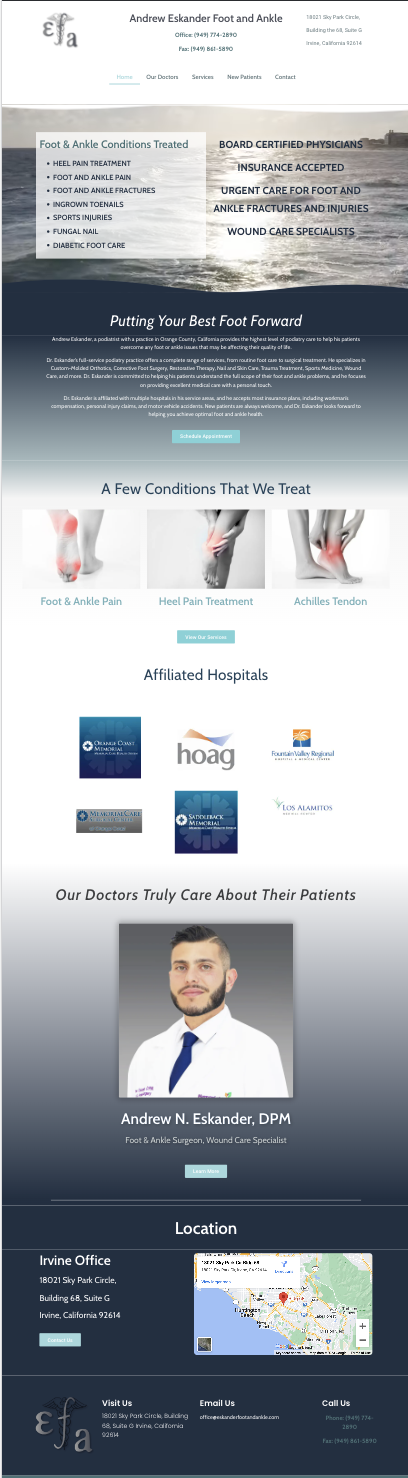 efa
Andrew Eskander Foot and Ankle
Office: (949) 774-2890
Fax: (949) 861-5890
18021 Sky Park Circle,
Building the 68, Suite G
Irvine, California 92614
Home Our Doctors Services New Patients Contact
Foot & Ankle Conditions Treated
• HEEL PAIN TREATMENT
• FOOT AND ANKLE PAIN
• FOOT AND ANKLE FRACTURES
• INGROWN TOENAILS
• SPORTS INJURIES
• FUNGAL NAIL
• DIABETIC FOOT CARE
BOARD CERTIFIED PHYSICIANS
INSURANCE ACCEPTED
URGENT CARE FOR FOOT AND
ANKLE FRACTURES AND INJURIES
WOUND CARE SPECIALISTS
Putting Your Best Foot Forward
Andrew Eskander, a podiatrist with a practice in Orange County, California provides the highest level of podiatry care to help his patients
overcome any foot or ankle issues that may be affecting their quality of life.
Dr. Eskander's full-service podiatry practice offers a complete range of services, from routine foot care to surgical treatment. He specializes in
Custom-Molded Orthotics, Corrective Foot Surgery, Restorative Therapy, Nail and Skin Care, Trauma Treatment, Sports Medicine, Wound
Care, and more. Dr. Eskander is committed to helping his patients understand the full scope of their foot and ankle problems, and he focuses
on providing excellent medical care with a personal touch.
Dr. Eskander is affiliated with multiple hospitals in his service areas, and he accepts most insurance plans, including workman's
compensation, personal injury claims, and motor vehicle accidents. New patients are always welcome, and Dr. Eskander looks forward to
helping you achieve optimal foot and ankle health.
Schedule Appointment
A Few Conditions That We Treat
Foot & Ankle Pain
Heel Pain Treatment
Achilles Tendon
View Our Services
Affiliated Hospitals
ORANGE COAST
MEMORIAL
hoag
Fountain Valley Regional
HOSPITAL & MEDICAL CENTER
MEMORIALCARE
SADDLEBACK
MEMORIAL
LOS ALAMITOS
MEDICAL CENTER
Our Doctors Truly Care About Their Patients
Andrew N. Eskander, DPM
Foot & Ankle Surgeon, Wound Care Specialist
Learn More
Location
Irvine Office
18021 Sky Park Circle,
Building 68, Suite G
Irvine, California 92614
Contact Us
View larger map
Directions
Huntington
Beach
Newport
Beach
Lake Forest
efa
Visit Us
18021 Sky Park Circle, Building
68, Suite G Irvine, California
92614
Email Us
office@eskanderfootandankle.com
Call Us
Phone: (949) 774-
2890
Fax: (949) 861-5890